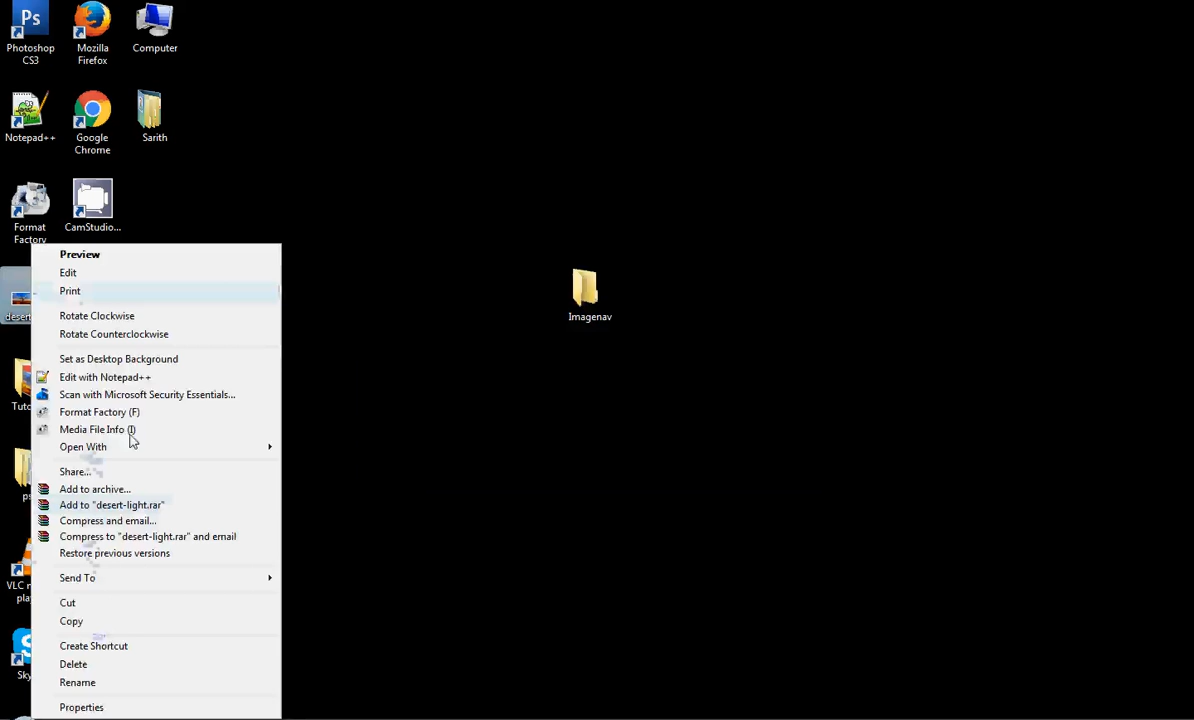 Ps
Photoshop
CS3
Mozilla
Firefox
Computer
Notepad++
Google
Chrome
Sarith
Format
Factory
CamStudio...
desert
Imagenav
VLC
Preview
Edit
Print
Rotate Clockwise
Rotate Counterclockwise
Set as Desktop Background
Edit with Notepad++
Scan with Microsoft Security Essentials...
Format Factory (F)
Media File Info (I)
Open With
Share...
Add to archive...
Add to "desert-light.rar"
Compress and email...
Compress to "desert-light.rar" and email
Restore previous versions
Send To
Cut
Copy
Create Shortcut
Delete
Rename
Properties